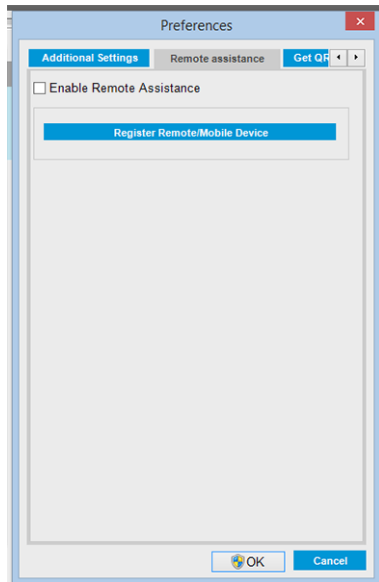 Preferences
Additional Settings
Remote assistance
Get QR
Enable Remote Assistance
Register Remote/Mobile Device
OK
Cancel